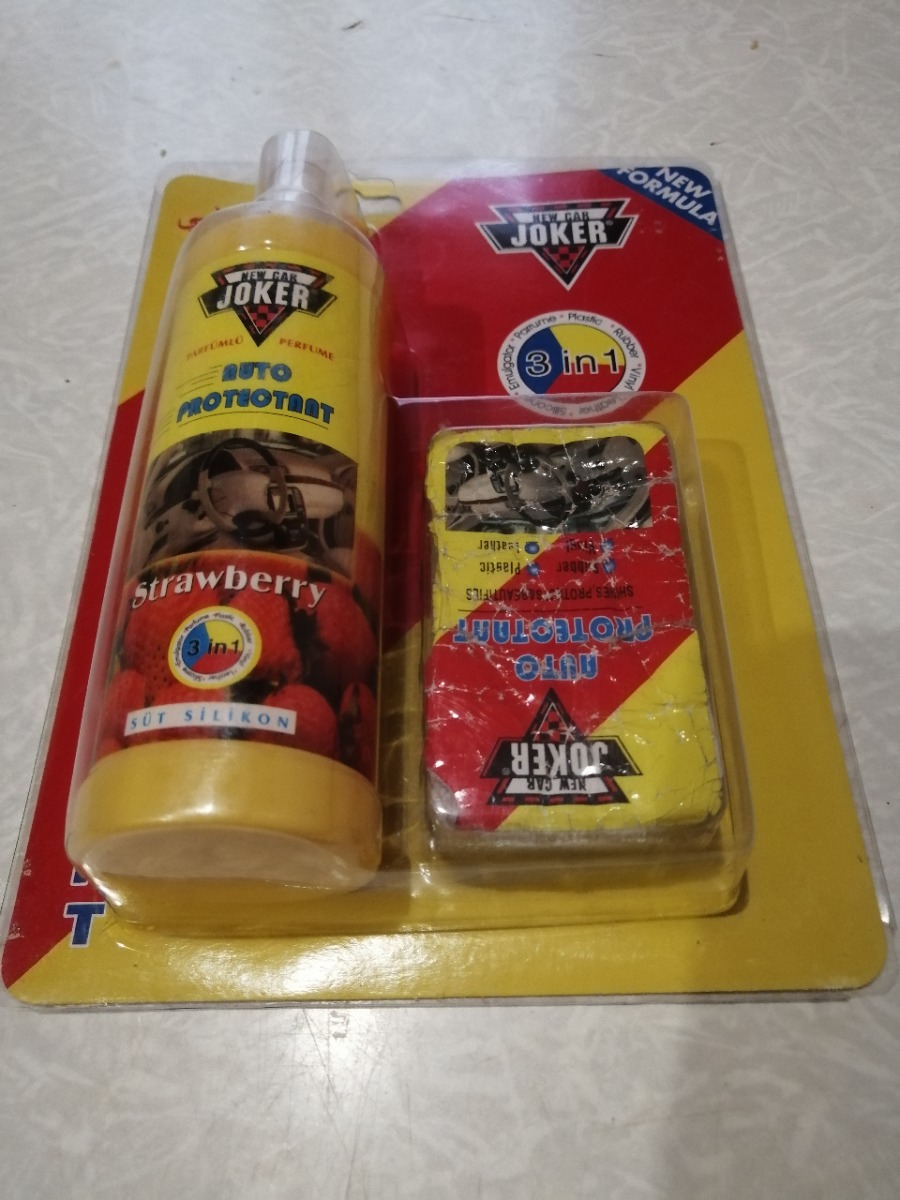 NEW FORMULA
NEW CAR
JOKER
Emulgator · Parfume · Plastic · Rubber · Vinyl · Leather · Silicone
3 in 1
NEW CAR
JOKER
PARFÜMLÜ PERFUME
AUTO
PROTECTANT
Strawberry
3 in 1
SÜT SİLİKON
T
NEW CAR
JOKER
AUTO
PROTECTANT
Rubber Plastic
Vinyl Leather